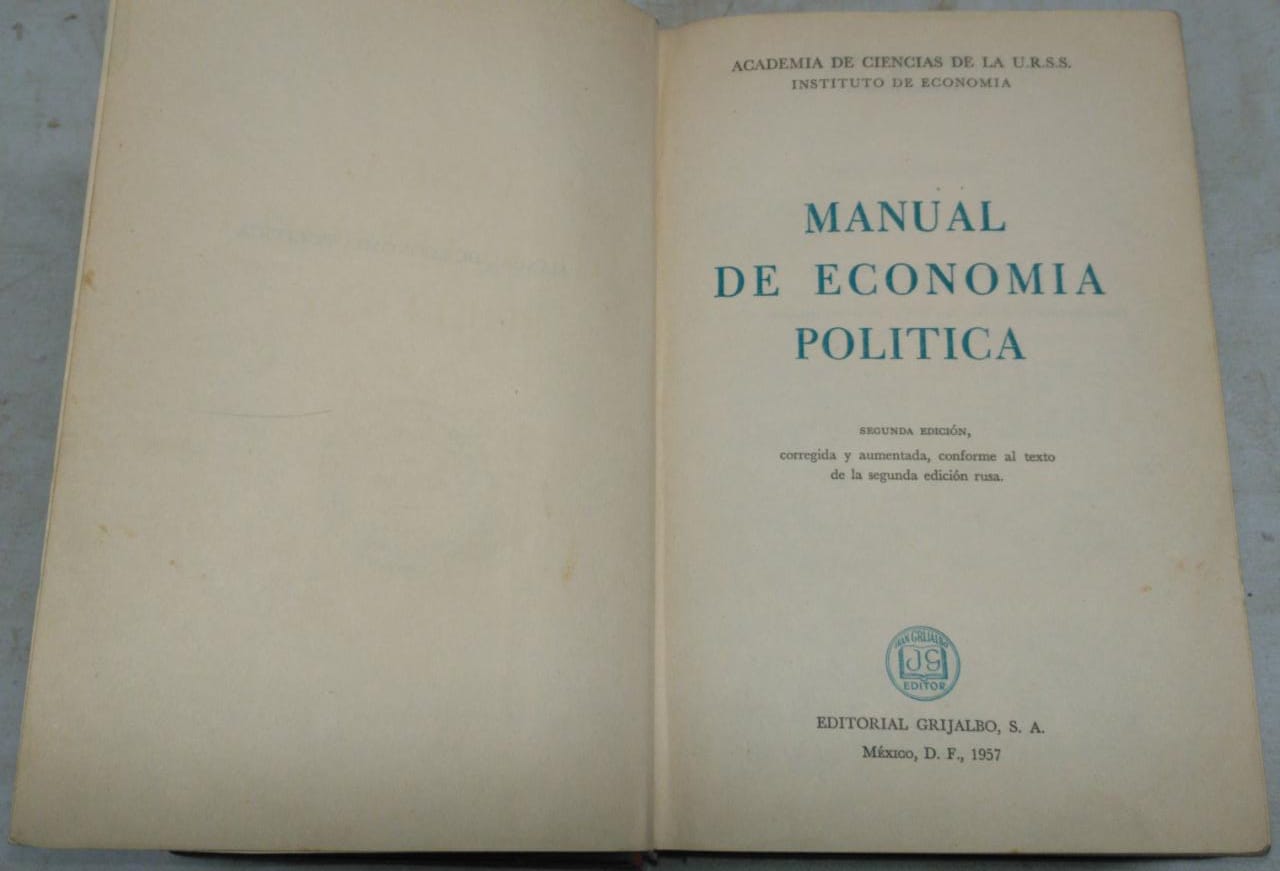 ACADEMIA DE CIENCIAS DE LA U.R.S.S.
INSTITUTO DE ECONOMIA
MANUAL
DE ECONOMIA
POLITICA
SEGUNDA EDICIÓN,
corregida y aumentada, conforme al texto
de la segunda edición rusa.
JUAN GRIJALBO
JG
EDITOR
EDITORIAL GRIJALBO, S. A.
MÉXICO, D. F., 1957